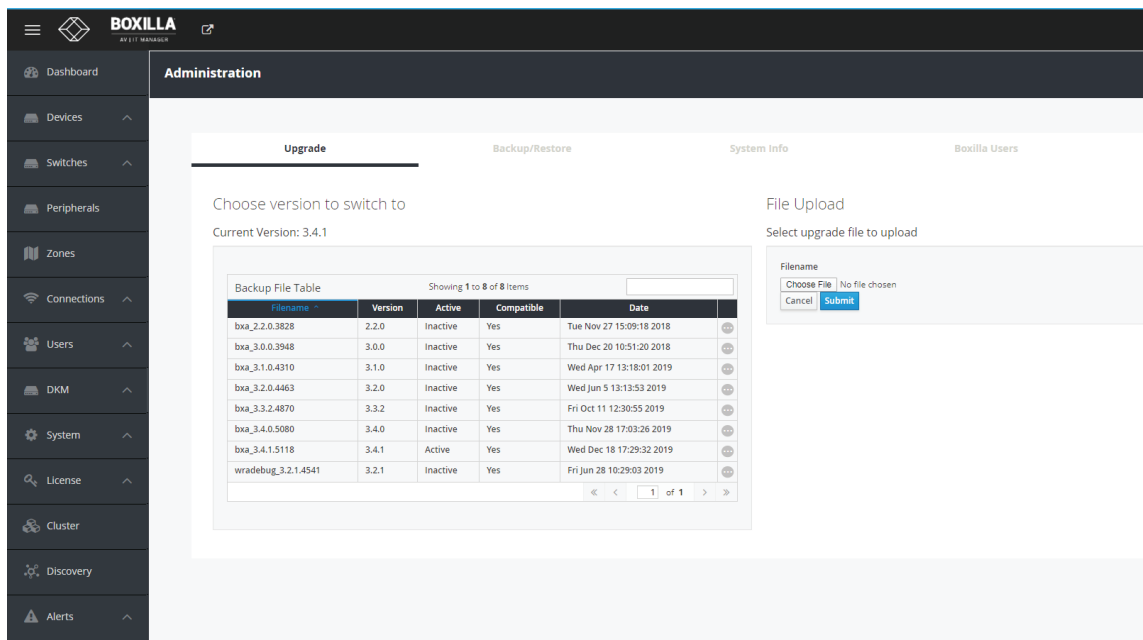 BOXILLA
AV | IT MANAGER
Dashboard
Devices
Switches
Peripherals
Zones
Connections
Users
DKM
System
License
Cluster
Discovery
Alerts
Administration
Upgrade Backup/Restore System Info Boxilla Users
Choose version to switch to
Current Version: 3.4.1
Backup File Table Showing 1 to 8 of 8 Items
Filename Version Active Compatible Date
bxa_2.2.0.3828 2.2.0 Inactive Yes Tue Nov 27 15:09:18 2018
bxa_3.0.0.3948 3.0.0 Inactive Yes Thu Dec 20 10:51:20 2018
bxa_3.1.0.4310 3.1.0 Inactive Yes Wed Apr 17 13:18:01 2019
bxa_3.2.0.4463 3.2.0 Inactive Yes Wed Jun 5 13:13:53 2019
bxa_3.3.2.4870 3.3.2 Inactive Yes Fri Oct 11 12:30:55 2019
bxa_3.4.0.5080 3.4.0 Inactive Yes Thu Nov 28 17:03:26 2019
bxa_3.4.1.5118 3.4.1 Active Yes Wed Dec 18 17:29:32 2019
wradebug_3.2.1.4541 3.2.1 Inactive Yes Fri Jun 28 10:29:03 2019
1 of 1
File Upload
Select upgrade file to upload
Filename
Choose File No file chosen
Cancel Submit